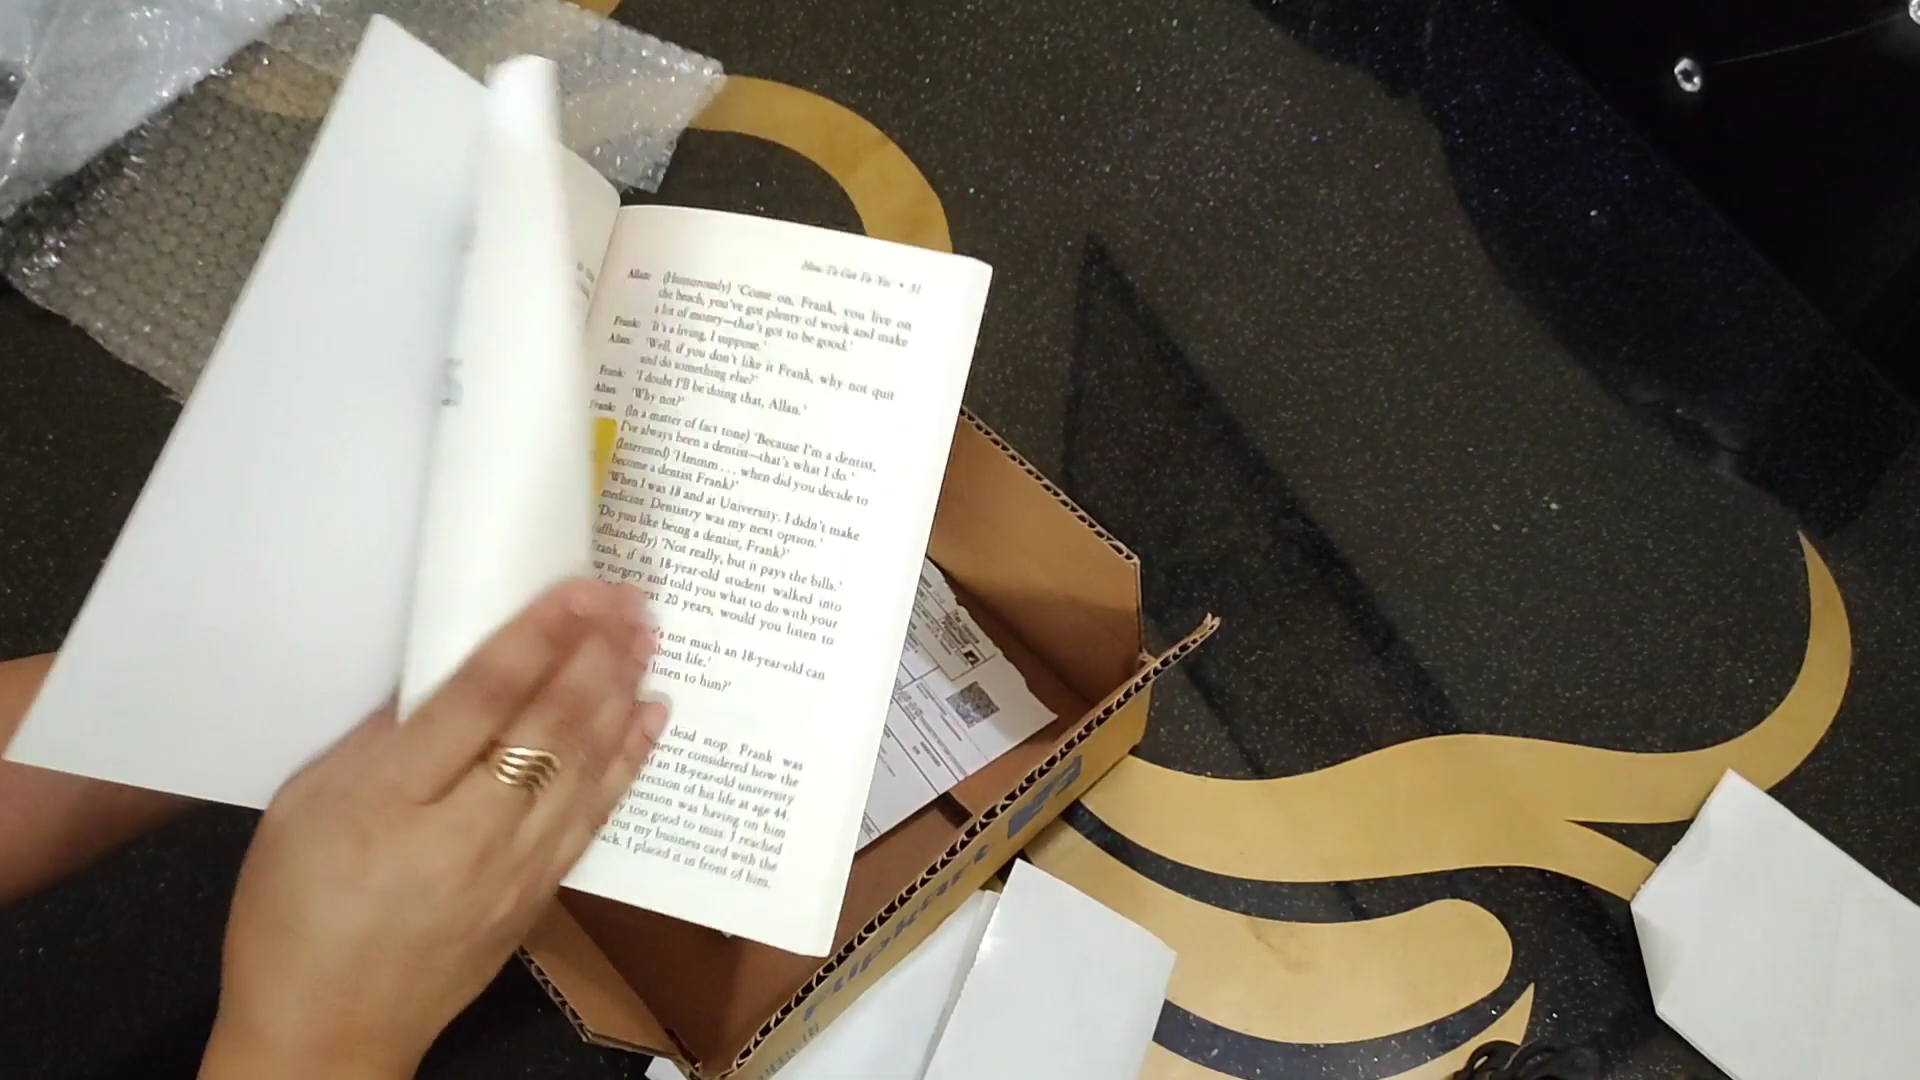 How To Get To 'Yes' • 31
Allan: (Humorously) 'Come on, Frank, you live on
the beach, you've got plenty of work and make
a lot of money—that's got to be good.'
Frank: 'It's a living, I suppose.'
Allan: 'Well, if you don't like it Frank, why not quit
and do something else?'
Frank: 'I doubt I'll be doing that, Allan.'
Allan: 'Why not?'
Frank: (In a matter of fact tone) 'Because I'm a dentist,
I've always been a dentist—that's what I do.'
(Interested) 'Hmmm . . . when did you decide to
become a dentist Frank?'
'When I was 18 and at University. I didn't make
medicine. Dentistry was my next option.'
'Do you like being a dentist, Frank?'
(offhandedly) 'Not really, but it pays the bills.'
Frank, if an 18-year-old student walked into
surgery and told you what to do with your
20 years, would you listen to
not much an 18-year-old can
about life.'
listen to him?'
dead stop. Frank was
never considered how the
of an 18-year-old university
direction of his life at age 44.
question was having on him
too good to miss. I reached
out my business card with the
back. I placed it in front of him.
Flipkart